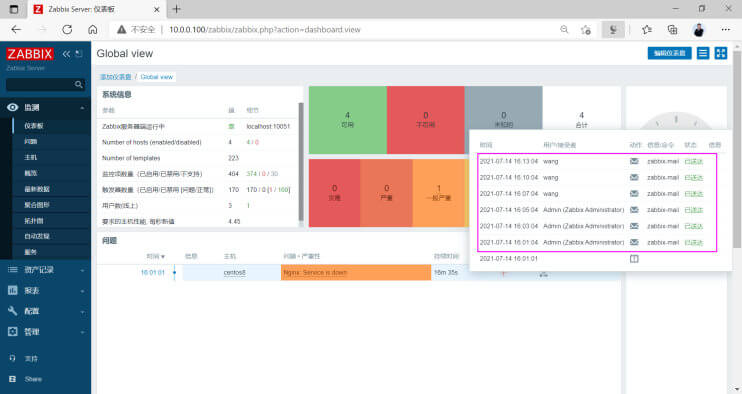 Zabbix Server: 仪表板
不安全
10.0.0.100/zabbix/zabbix.php?action=dashboard.view
ZABBIX
Zabbix Server
Global view
编辑仪表盘
添加仪表盘 / Global view
监测
仪表板
问题
主机
概览
最新数据
聚合图形
拓扑图
自动发现
服务
资产记录
报表
配置
管理
支持
Share
系统信息
参数 值 细节
Zabbix服务器端运行中 是 localhost:10051
Number of hosts (enabled/disabled) 4 4 / 0
Number of templates 223
监控项数量 (已启用/已禁用/不支持) 404 374 / 0 / 30
触发器数量 (已启用/已禁用 [问题/正常]) 170 170 / 0 [1 / 169]
用户数(线上) 3 1
要求的主机性能, 每秒新值 4.45
4 可用
0 不可用
0 未知的
4 合计
0 灾难
0 严重
1 一般严重
时间 用户/接受者 动作 信息/命令 状态 信息
2021-07-14 16:13:04 wang zabbix-mail 已送达
2021-07-14 16:10:04 wang zabbix-mail 已送达
2021-07-14 16:07:04 wang zabbix-mail 已送达
2021-07-14 16:05:04 Admin (Zabbix Administrator) zabbix-mail 已送达
2021-07-14 16:03:04 Admin (Zabbix Administrator) zabbix-mail 已送达
2021-07-14 16:01:04 Admin (Zabbix Administrator) zabbix-mail 已送达
2021-07-14 16:01:01
问题
时间 信息 主机 问题 • 严重性 持续时间
16:01:01 centos8 Nginx: Service is down 16m 35s